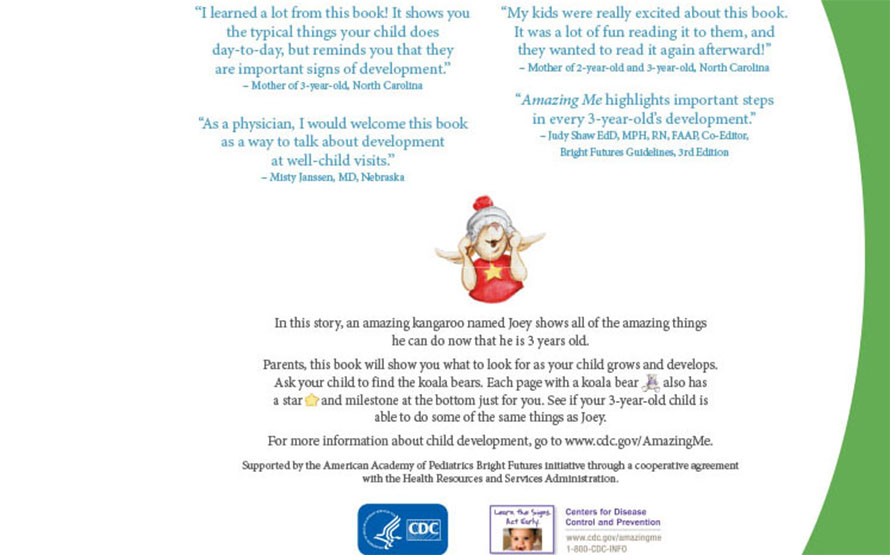 “I learned a lot from this book! It shows you
the typical things your child does
day-to-day, but reminds you that they
are important signs of development.”
– Mother of 3-year-old, North Carolina
“As a physician, I would welcome this book
as a way to talk about development
at well-child visits.”
– Misty Janssen, MD, Nebraska
“My kids were really excited about this book.
It was a lot of fun reading it to them, and
they wanted to read it again afterward!”
– Mother of 2-year-old and 3-year-old, North Carolina
“Amazing Me highlights important steps
in every 3-year-old’s development.”
– Judy Shaw EdD, MPH, RN, FAAP, Co-Editor,
Bright Futures Guidelines, 3rd Edition
In this story, an amazing kangaroo named Joey shows all of the amazing things
he can do now that he is 3 years old.
Parents, this book will show you what to look for as your child grows and develops.
Ask your child to find the koala bears. Each page with a koala bear also has
a star and milestone at the bottom just for you. See if your 3-year-old child is
able to do some of the same things as Joey.
For more information about child development, go to www.cdc.gov/AmazingMe.
Supported by the American Academy of Pediatrics Bright Futures initiative through a cooperative agreement
with the Health Resources and Services Administration.
CDC
Learn the Signs.
Act Early.
Centers for Disease
Control and Prevention
www.cdc.gov/amazingme
1-800-CDC-INFO